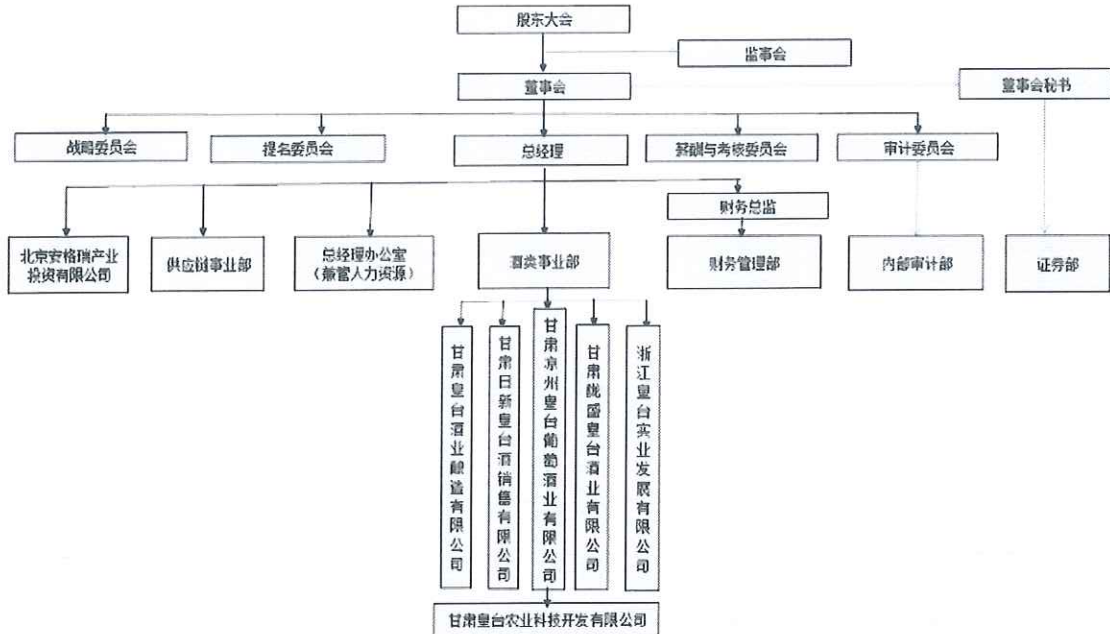 股东大会
监事会
董事会
董事会秘书
战略委员会
提名委员会
总经理
薪酬与考核委员会
审计委员会
财务总监
北京安格瑞产业
投资有限公司
供应链事业部
总经理办公室
（兼管人力资源）
酒类事业部
财务管理部
内部审计部
证券部
甘肃皇台酒业酿造有限公司
甘肃日新皇台酒销售有限公司
甘肃凉州皇台葡萄酒业有限公司
甘肃陇盛皇台酒业有限公司
浙江皇台实业发展有限公司
甘肃皇台农业科技开发有限公司